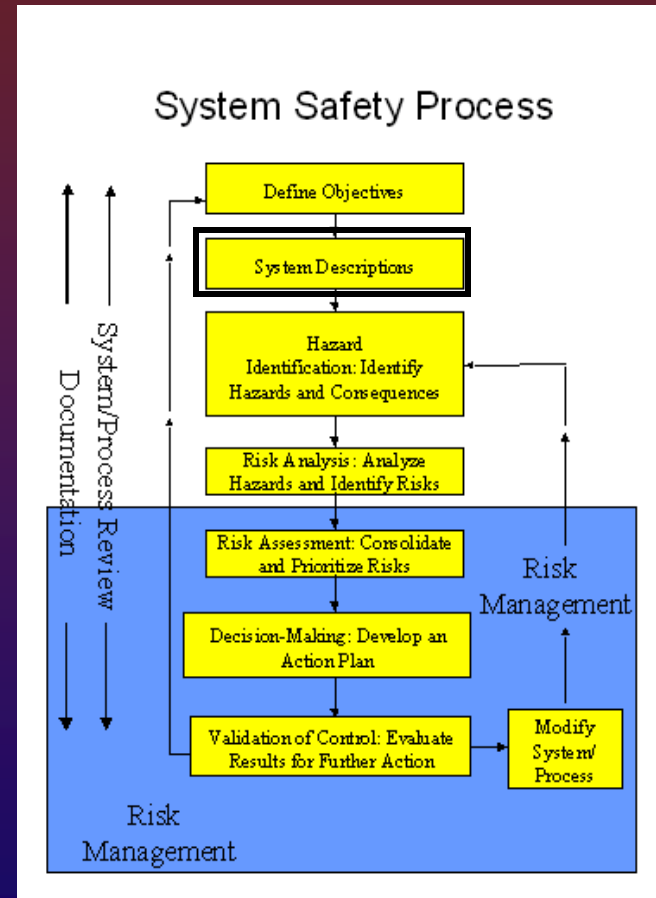 System Safety Process
Define Objectives
System Descriptions
Hazard
Identification: Identify
Hazards and Consequences
Risk Analysis: Analyze
Hazards and Identify Risks
Risk Assessment: Consolidate
and Prioritize Risks
Decision-Making: Develop an
Action Plan
Validation of Control: Evaluate
Results for Further Action
Modify
System/
Process
System/Process Review
Documentation
Risk
Management
Risk
Management